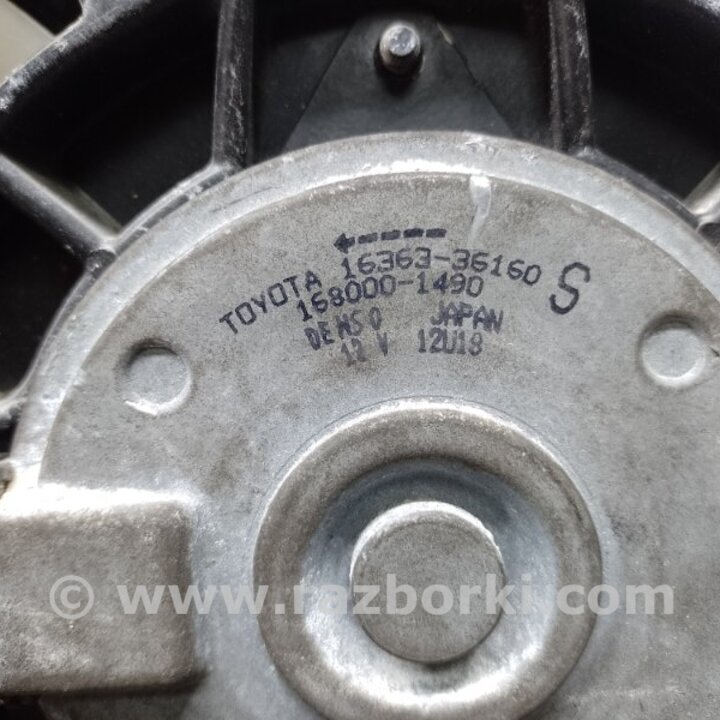 TOYOTA 16363-36160 S
168000-1490
DENSO JAPAN
12 V 12U18
© www.razborki.com